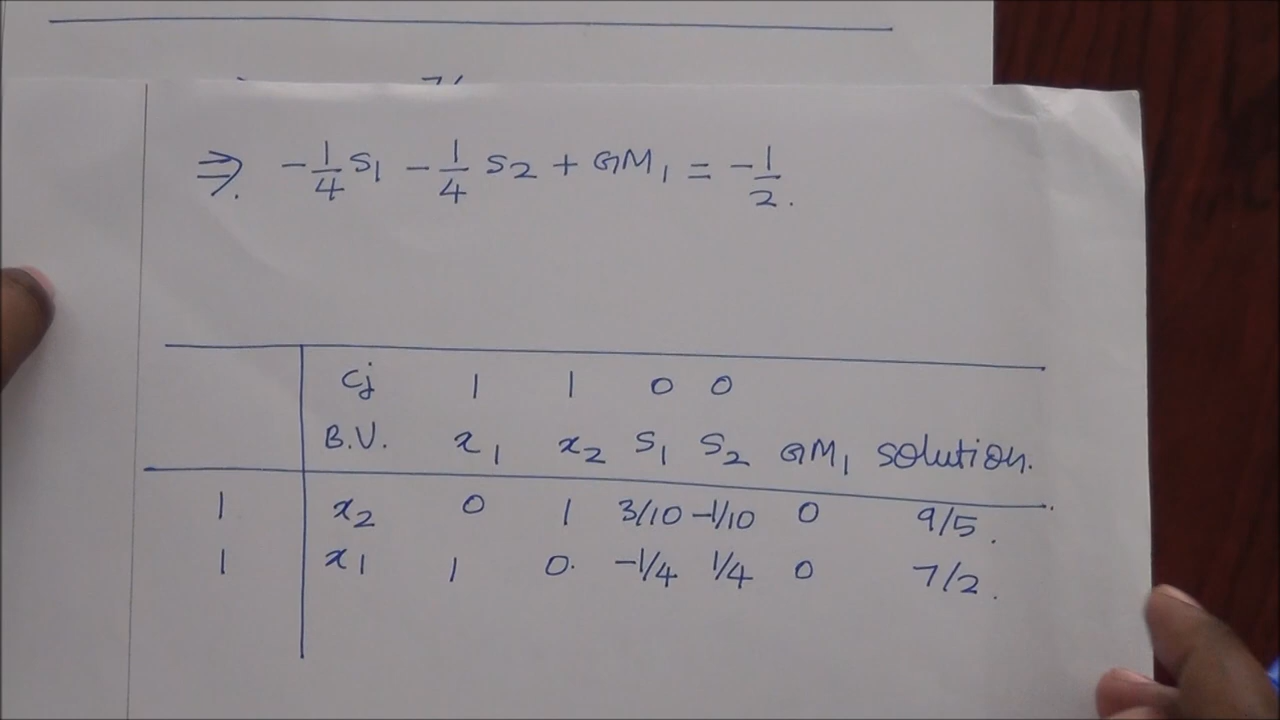 ⇒. -1/4 S1 - 1/4 S2 + GM1 = -1/2.
Cj 1 1 0 0
B.V. x1 x2 S1 S2 GM1 solution.
1 x2 0 1 3/10 -1/10 0 9/5.
1 x1 1 0. -1/4 1/4 0 7/2.